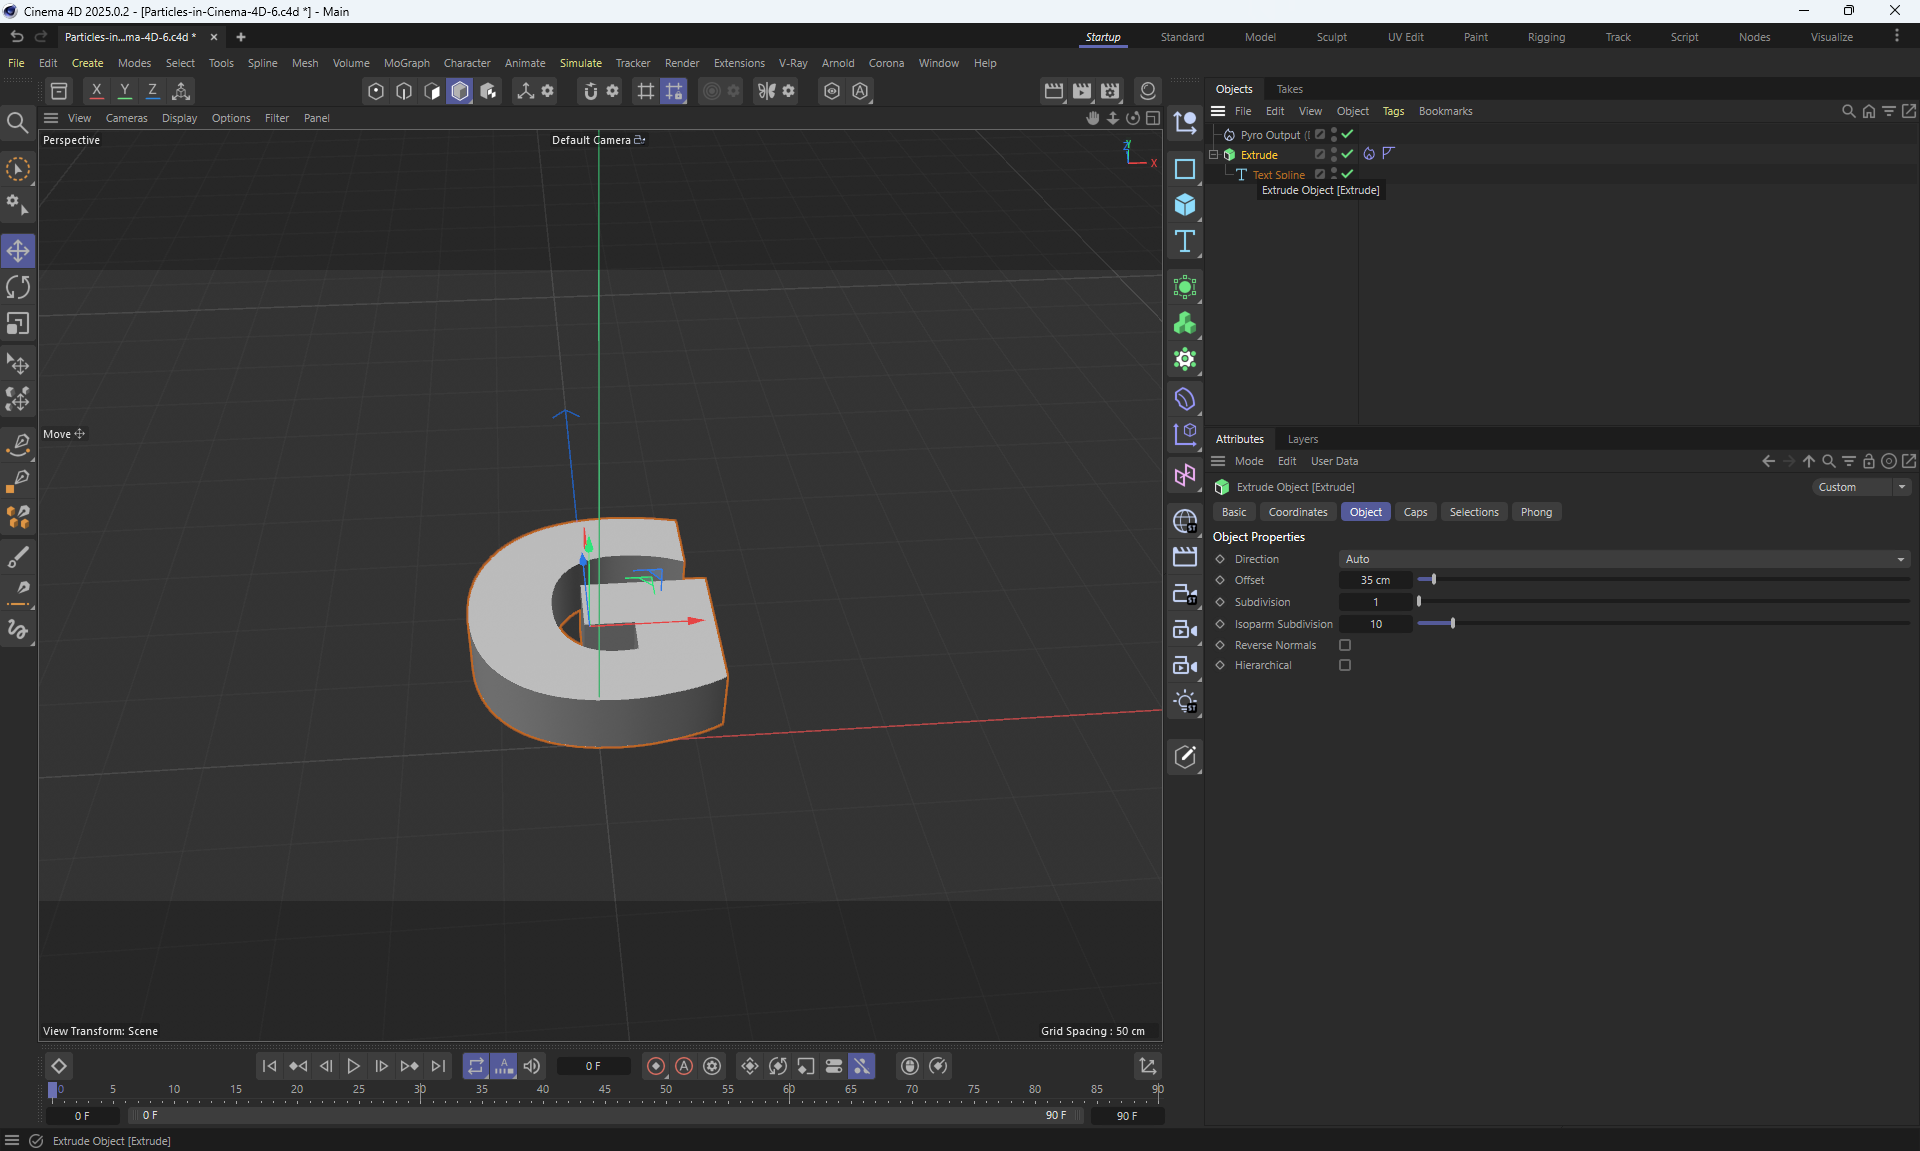 Cinema 4D 2025.0.2 - [Particles-in-Cinema-4D-6.c4d *] - Main
Particles-in...ma-4D-6.c4d *
Startup Standard Model Sculpt UV Edit Paint Rigging Track Script Nodes Visualize
File Edit Create Modes Select Tools Spline Mesh Volume MoGraph Character Animate Simulate Tracker Render Extensions V-Ray Arnold Corona Window Help
X Y Z
Objects Takes
File Edit View Object Tags Bookmarks
View Cameras Display Options Filter Panel
Perspective
Default Camera
Y
X
Pyro Output
Extrude
Text Spline
Extrude Object [Extrude]
Move
Attributes Layers
Mode Edit User Data
Extrude Object [Extrude]
Custom
Basic Coordinates Object Caps Selections Phong
Object Properties
Direction Auto
Offset 35 cm
Subdivision 1
Isoparm Subdivision 10
Reverse Normals
Hierarchical
View Transform: Scene
Grid Spacing : 50 cm
0 F
0 5 10 15 20 25 30 35 40 45 50 55 60 65 70 75 80 85 90
0 F 0 F 90 F 90 F
Extrude Object [Extrude]